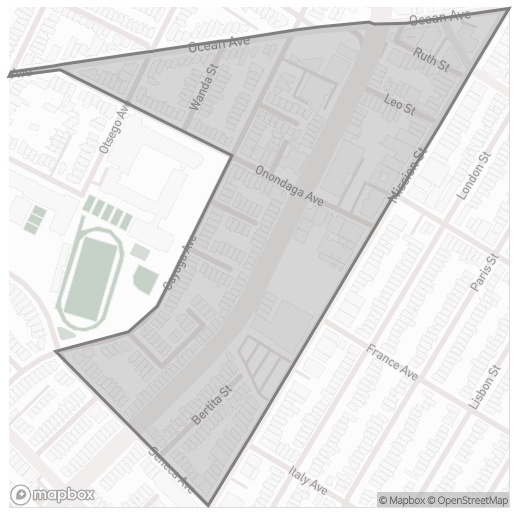 Ocean Ave
Ocean Ave
Ave
Ruth St
Wanda St
Leo St
Otsego Ave
Mission St
London St
Onondaga Ave
Cayuga Ave
Paris St
France Ave
Lisbon St
Bertita St
Seneca Ave
Italy Ave
mapbox
© Mapbox © OpenStreetMap